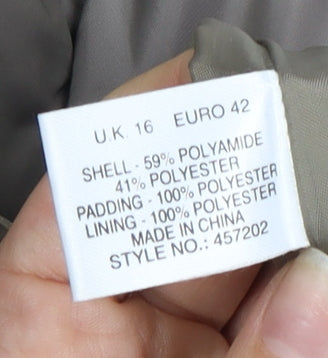 U.K. 16 EURO 42
SHELL - 59% POLYAMIDE
41% POLYESTER
PADDING - 100% POLYESTER
LINING - 100% POLYESTER
MADE IN CHINA
STYLE NO.: 457202